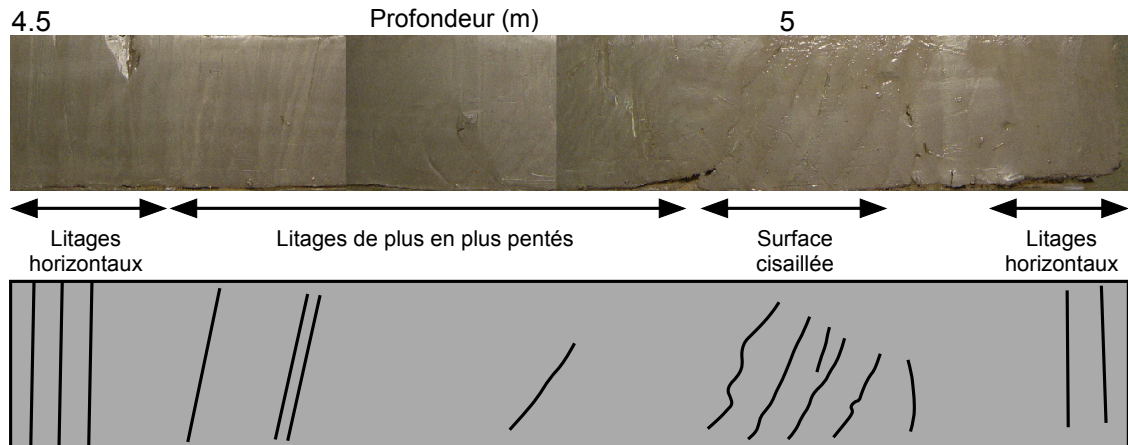 4.5 Profondeur (m) 5
Litages
horizontaux
Litages de plus en plus pentés
Surface
cisaillée
Litages
horizontaux